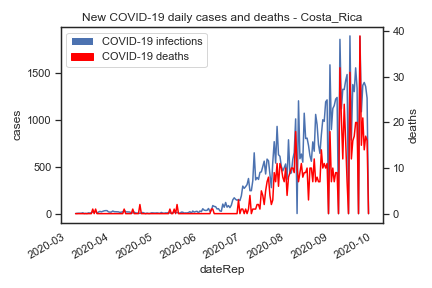 New COVID-19 daily cases and deaths - Costa_Rica
COVID-19 infections
COVID-19 deaths
cases
1500
1000
500
0
deaths
40
30
20
10
0
2020-03
2020-04
2020-05
2020-06
2020-07
2020-08
2020-09
2020-10
dateRep